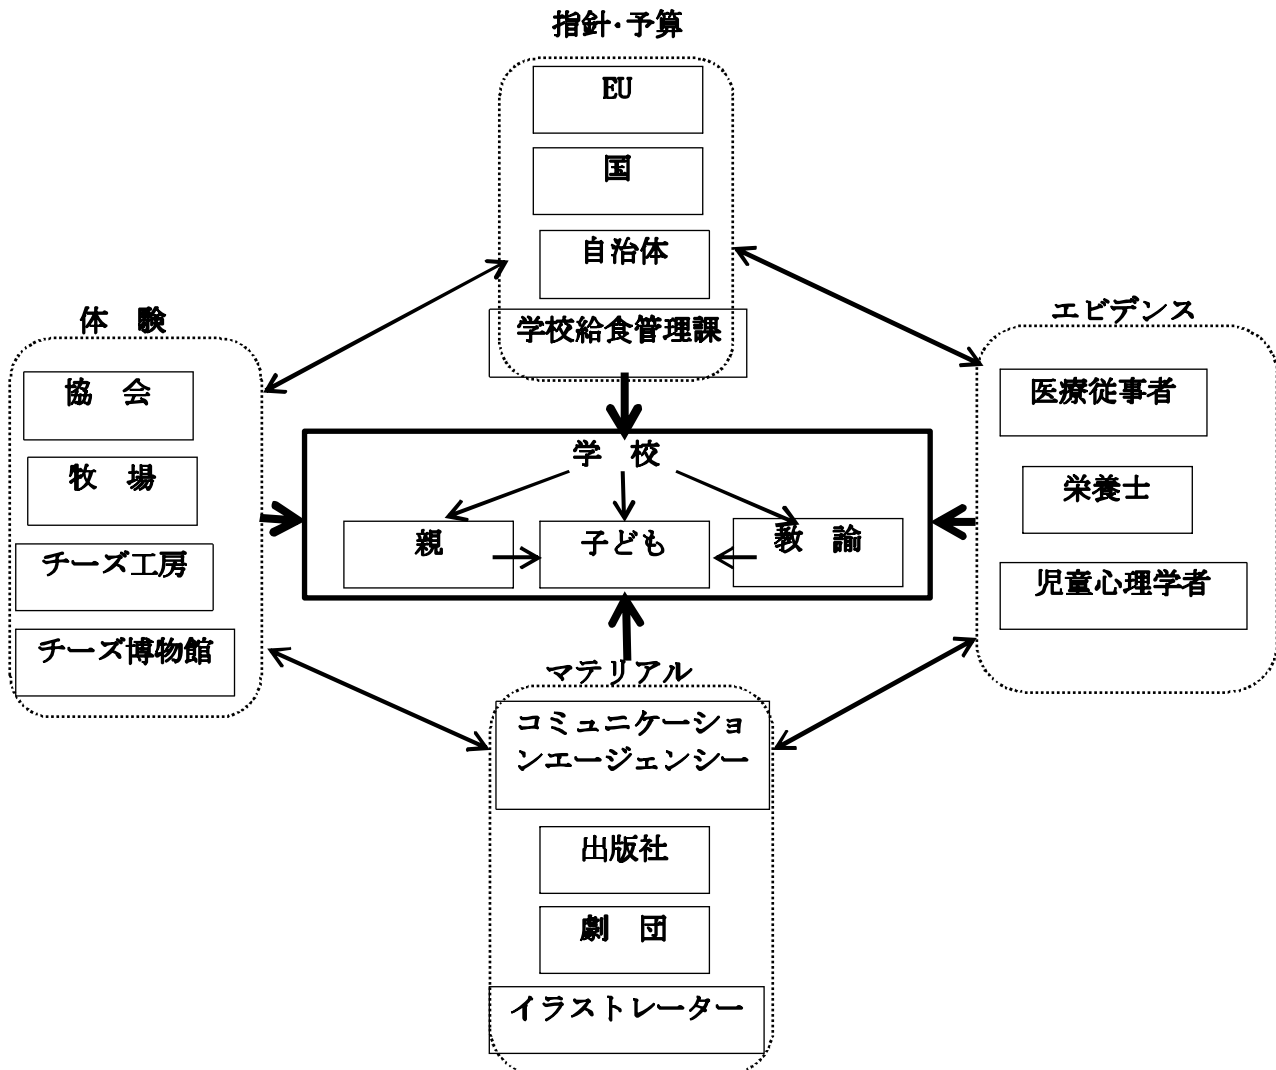 指針・予算
EU
国
自治体
学校給食管理課
体　験
協　会
牧　場
チーズ工房
チーズ博物館
エビデンス
医療従事者
栄養士
児童心理学者
学　校
親
子ども
教　諭
マテリアル
コミュニケーショ
ンエージェンシー
出版社
劇　団
イラストレーター